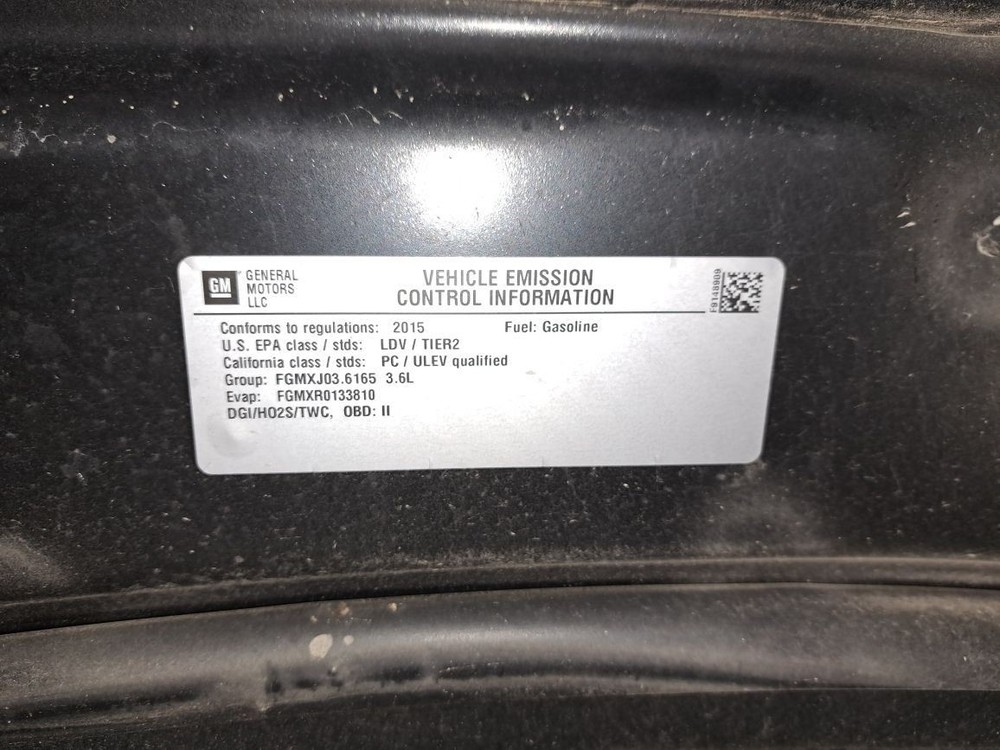 GM
GENERAL
MOTORS
LLC
VEHICLE EMISSION
CONTROL INFORMATION
F9148909
Conforms to regulations: 2015 Fuel: Gasoline
U.S. EPA class / stds: LDV / TIER2
California class / stds: PC / ULEV qualified
Group: FGMXJ03.6165 3.6L
Evap: FGMXR0133810
DGI/HO2S/TWC, OBD: II